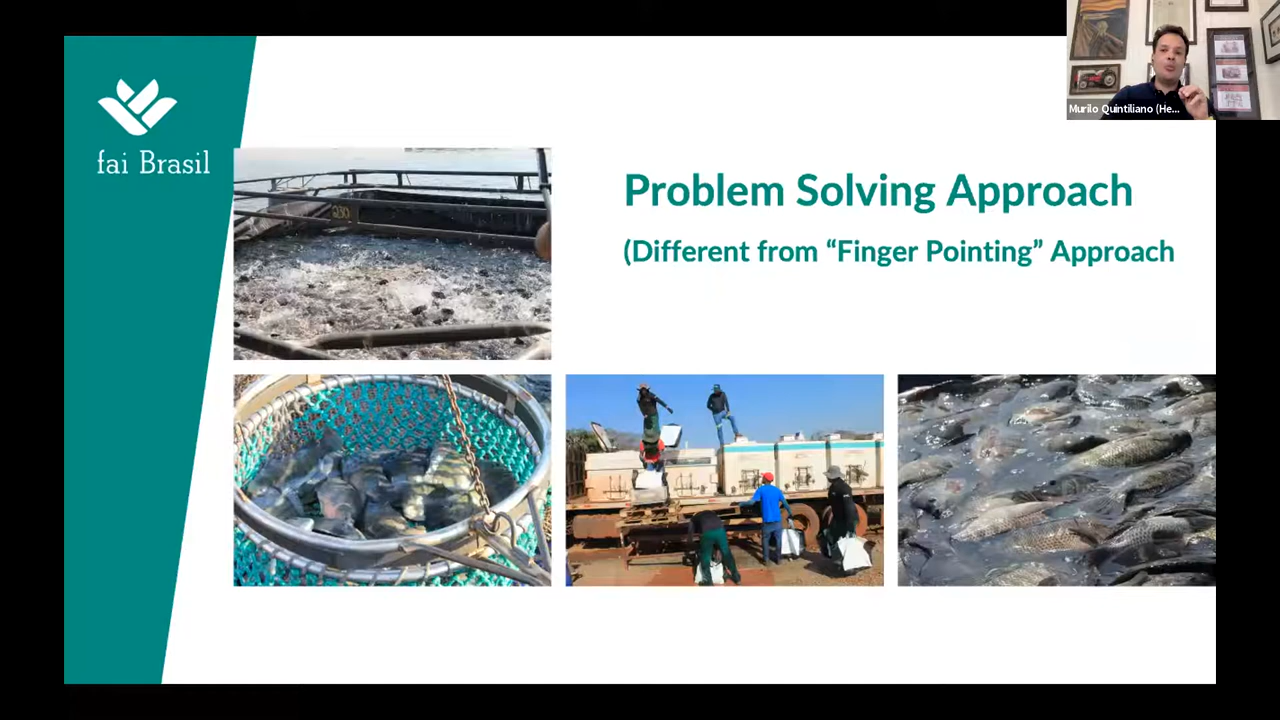 fai Brasil
Problem Solving Approach
(Different from “Finger Pointing” Approach
Murilo Quintiliano (He...